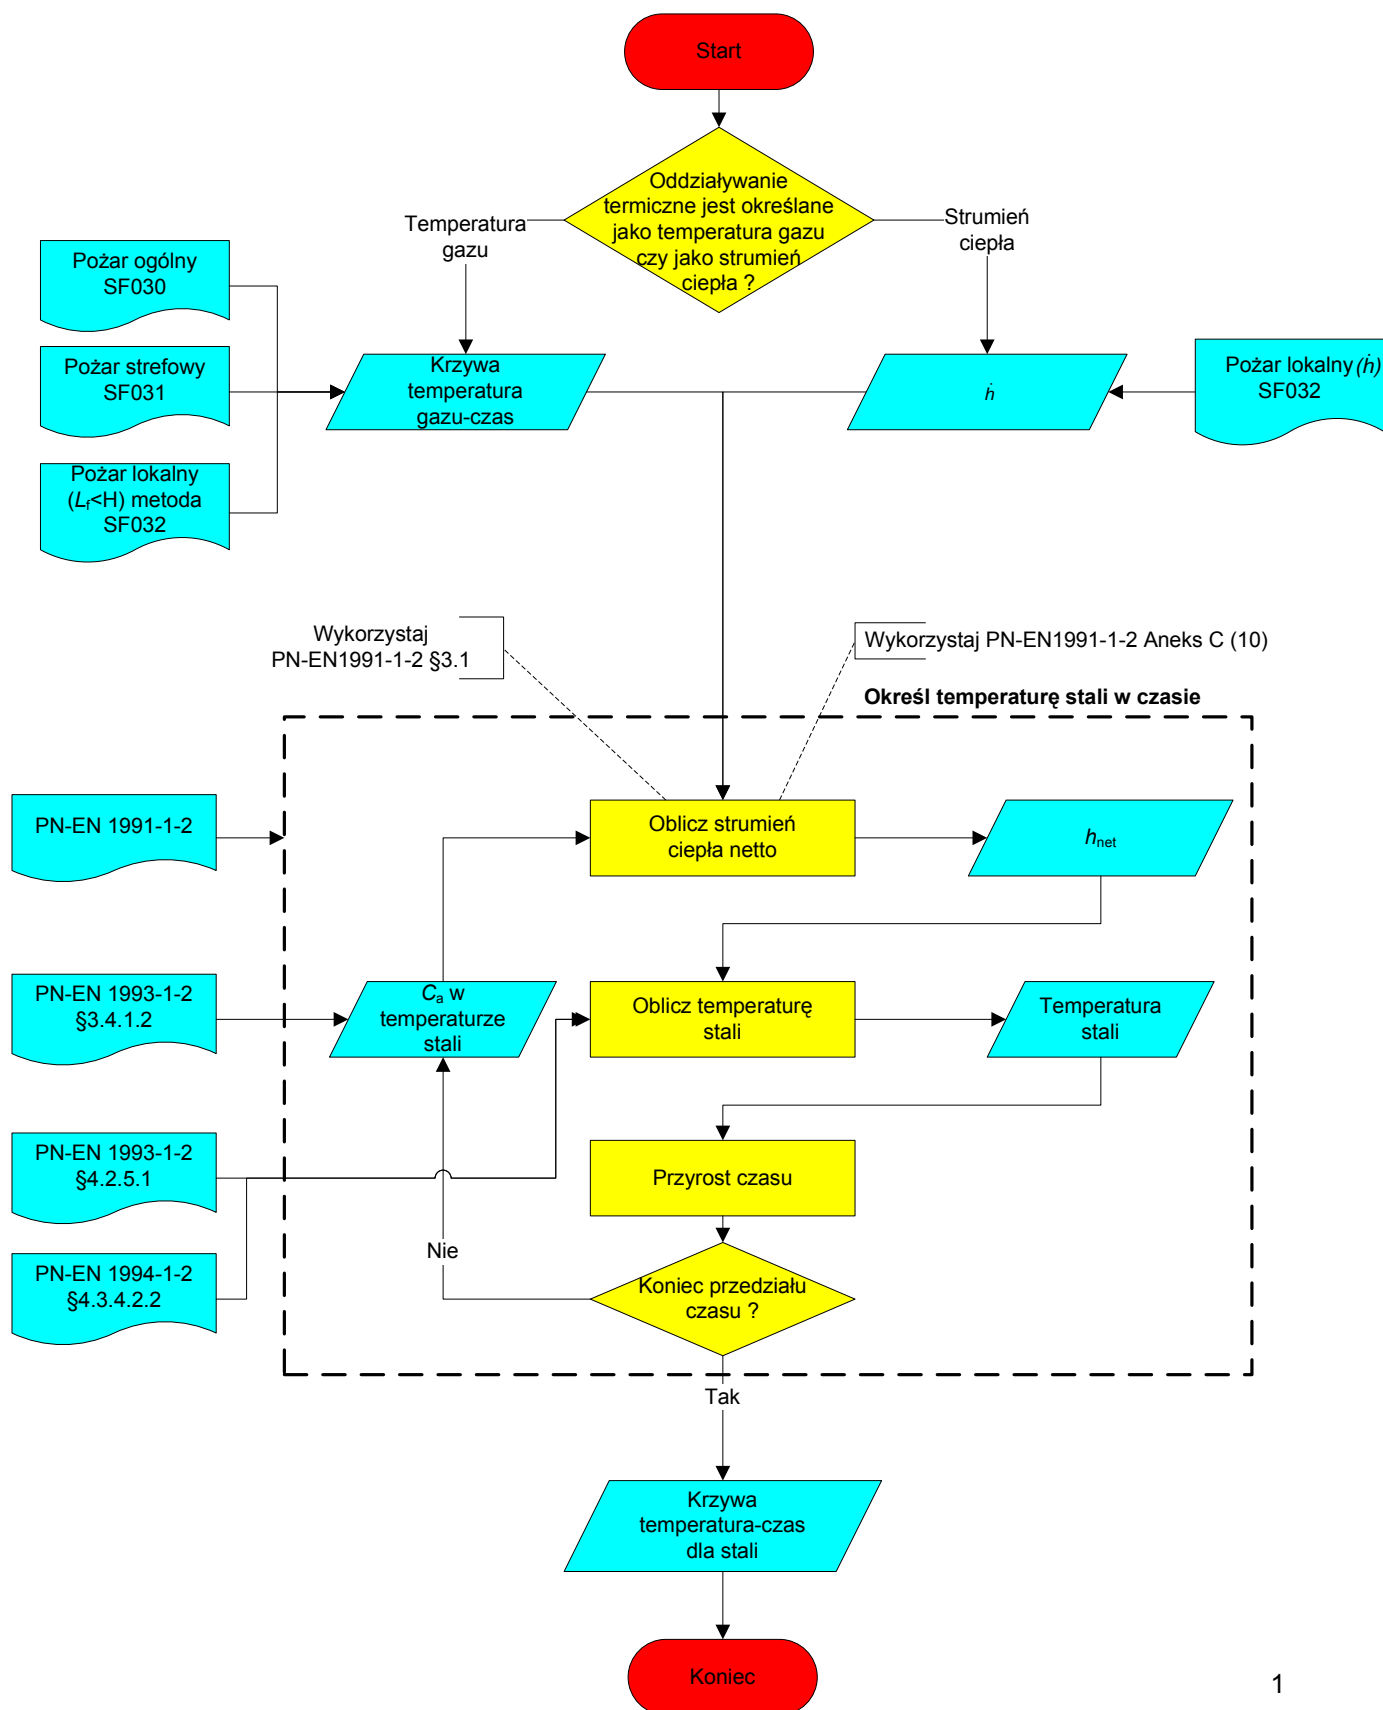 Start
Oddziaływanie
termiczne jest określane
jako temperatura gazu
czy jako strumień
ciepła ?
Temperatura
gazu
Strumień
ciepła
Pożar ogólny
SF030
Pożar strefowy
SF031
Pożar lokalny
(Lf<H) metoda
SF032
Krzywa
temperatura
gazu-czas
ḣ
Pożar lokalny(ḣ)
SF032
Wykorzystaj
PN-EN1991-1-2 §3.1
Wykorzystaj PN-EN1991-1-2 Aneks C (10)
Określ temperaturę stali w czasie
PN-EN 1991-1-2
Oblicz strumień
ciepła netto
hnet
PN-EN 1993-1-2
§3.4.1.2
Ca w
temperaturze
stali
Oblicz temperaturę
stali
Temperatura
stali
PN-EN 1993-1-2
§4.2.5.1
Przyrost czasu
PN-EN 1994-1-2
§4.3.4.2.2
Nie
Koniec przedziału
czasu ?
Tak
Krzywa
temperatura-czas
dla stali
Koniec
1